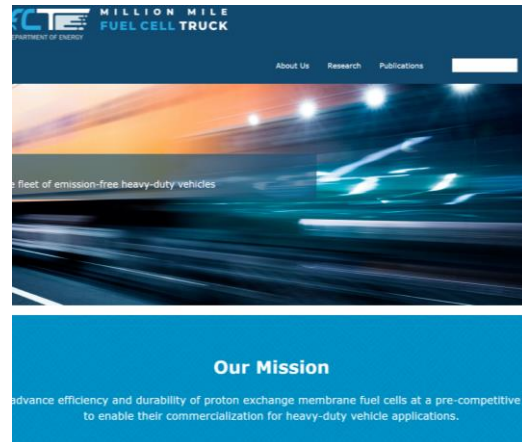 MILLION MILE
FUEL CELL TRUCK
DEPARTMENT OF ENERGY
About Us Research Publications
fleet of emission-free heavy-duty vehicles
Our Mission
advance efficiency and durability of proton exchange membrane fuel cells at a pre-competitive
to enable their commercialization for heavy-duty vehicle applications.